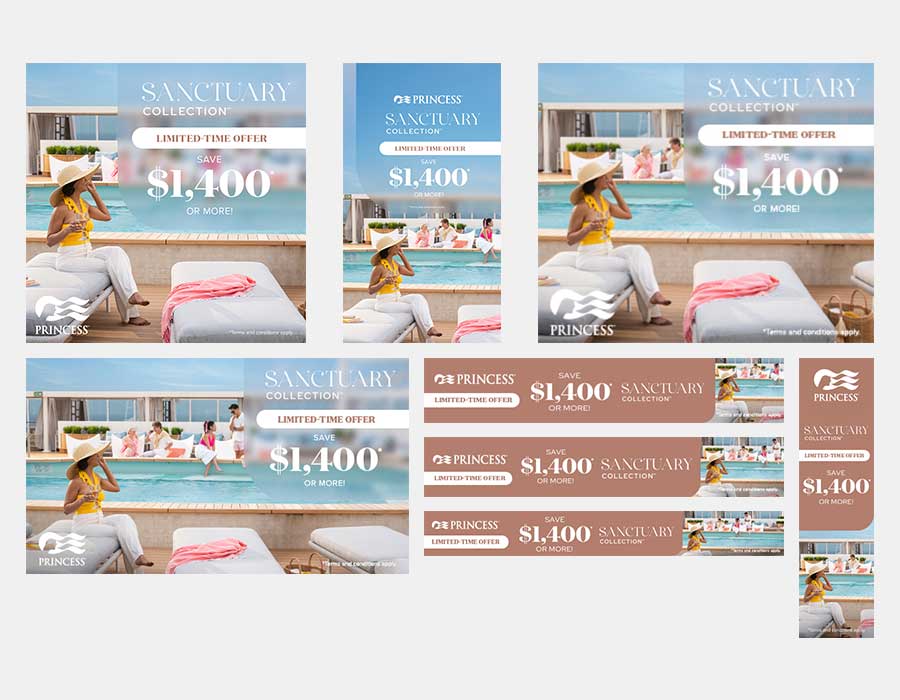 SANCTUARY
COLLECTION™
LIMITED-TIME OFFER
SAVE
$1,400*
OR MORE!
PRINCESS®
*Terms and conditions apply.
PRINCESS®
SANCTUARY
COLLECTION™
LIMITED-TIME OFFER
SAVE
$1,400*
OR MORE!
SANCTUARY
COLLECTION™
LIMITED-TIME OFFER
SAVE
$1,400*
OR MORE!
PRINCESS®
*Terms and conditions apply.
SANCTUARY
COLLECTION™
LIMITED-TIME OFFER
SAVE
$1,400*
OR MORE!
PRINCESS®
*Terms and conditions apply.
PRINCESS®
LIMITED-TIME OFFER
SAVE
$1,400*
OR MORE!
SANCTUARY
COLLECTION™
*Terms and conditions apply.
PRINCESS®
LIMITED-TIME OFFER
SAVE
$1,400*
OR MORE!
SANCTUARY
COLLECTION™
*Terms and conditions apply.
PRINCESS®
LIMITED-TIME OFFER
SAVE
$1,400*
OR MORE!
SANCTUARY
COLLECTION™
*Terms and conditions apply.
PRINCESS®
SANCTUARY
COLLECTION™
LIMITED-TIME OFFER
SAVE
$1,400*
OR MORE!
*Terms and conditions apply.